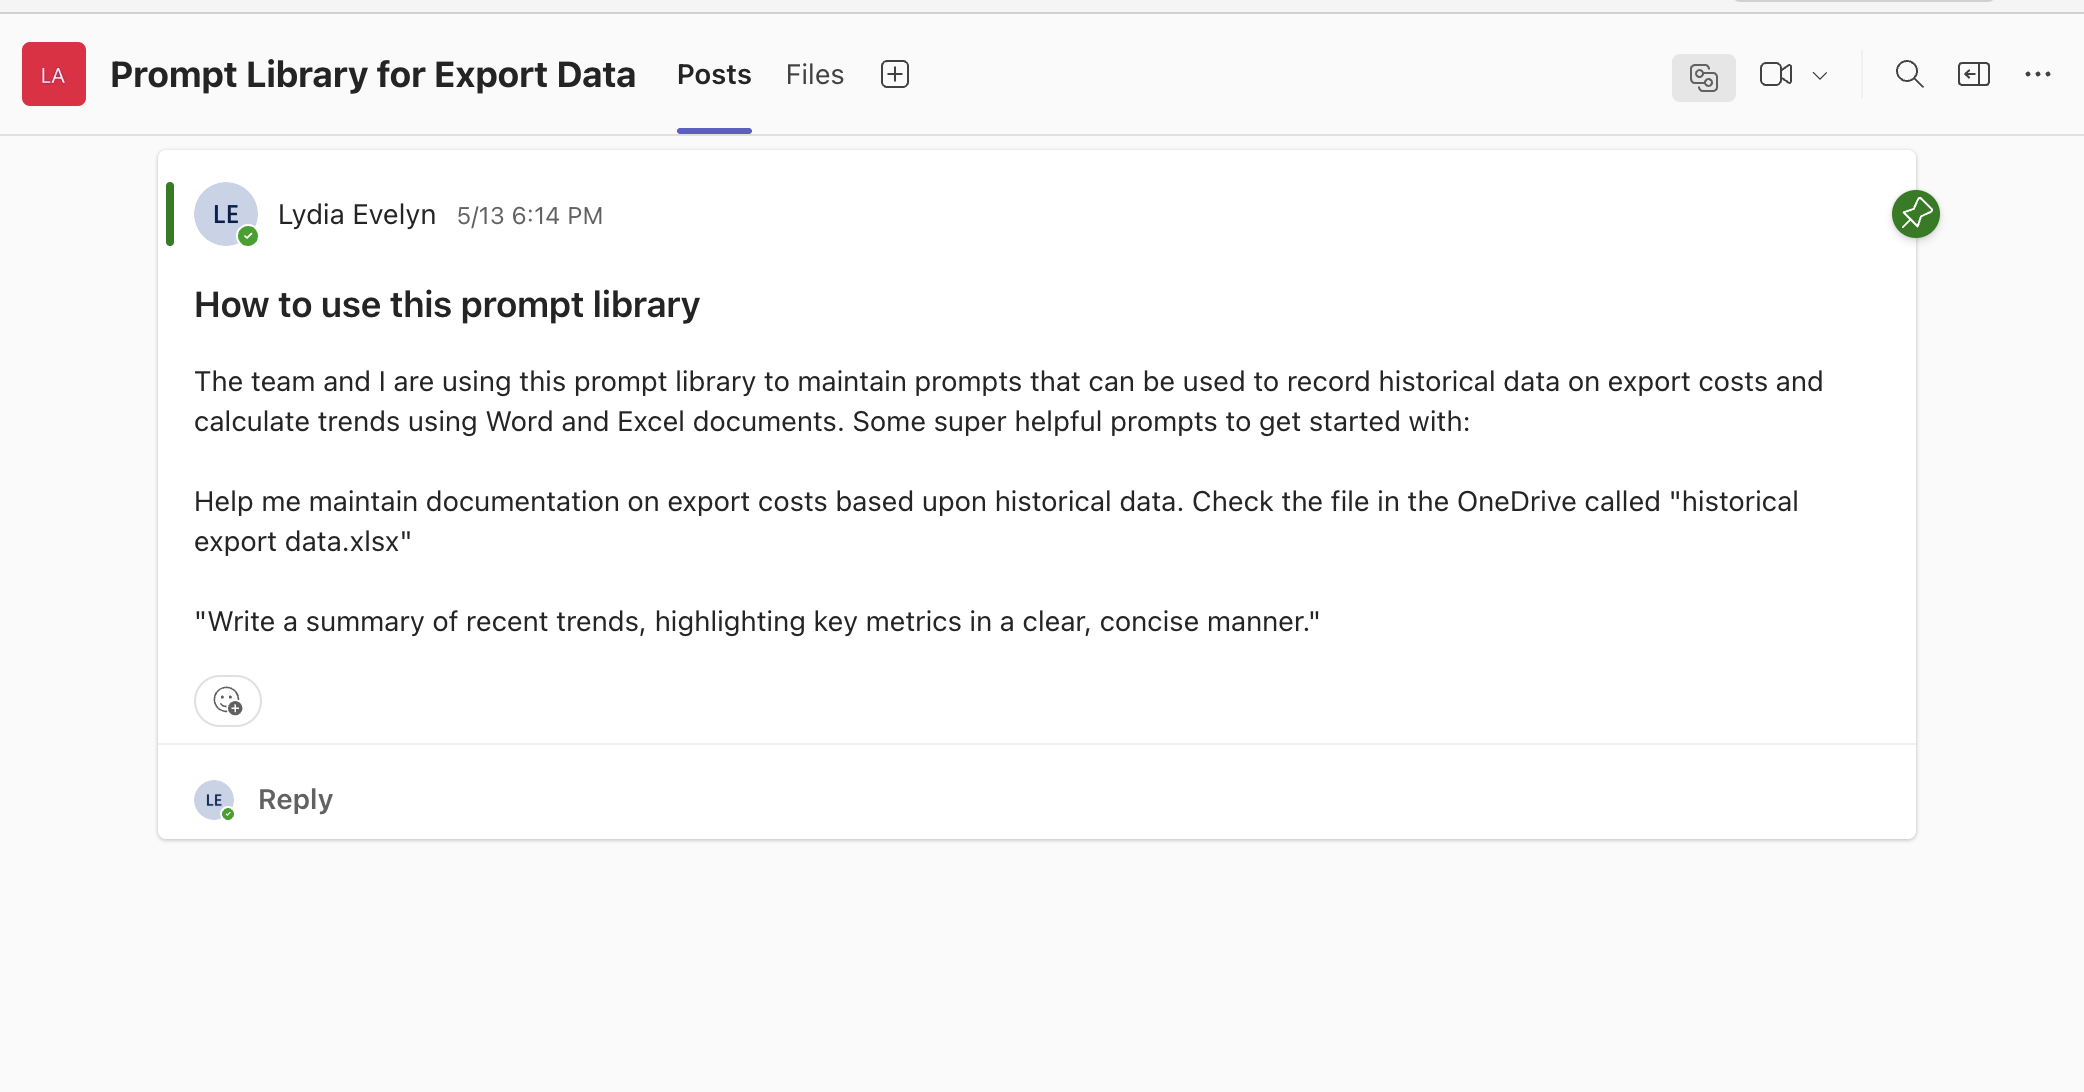 LA
Prompt Library for Export Data
Posts
Files
LE
Lydia Evelyn
5/13 6:14 PM
How to use this prompt library
The team and I are using this prompt library to maintain prompts that can be used to record historical data on export costs and
calculate trends using Word and Excel documents. Some super helpful prompts to get started with:
Help me maintain documentation on export costs based upon historical data. Check the file in the OneDrive called "historical
export data.xlsx"
"Write a summary of recent trends, highlighting key metrics in a clear, concise manner."
LE
Reply